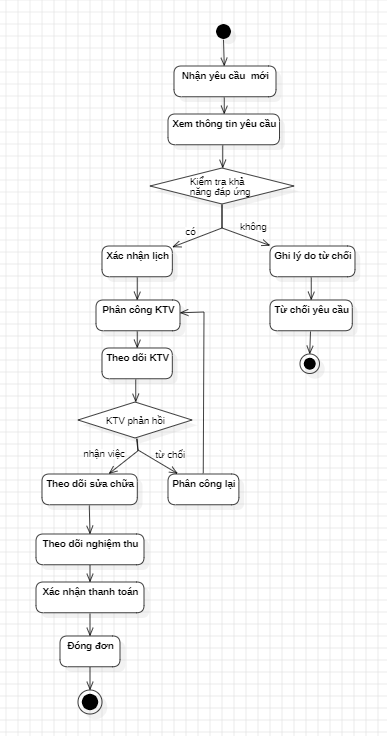 Nhận yêu cầu  mới
Xem thông tin yêu cầu
Kiểm tra khả
năng đáp ứng
có
không
Xác nhận lịch
Ghi lý do từ chối
Phân công KTV
Từ chối yêu cầu
Theo dõi KTV
KTV phản hồi
nhận việc
từ chối
Theo dõi sửa chữa
Phân công lại
Theo dõi nghiệm thu
Xác nhận thanh toán
Đóng đơn